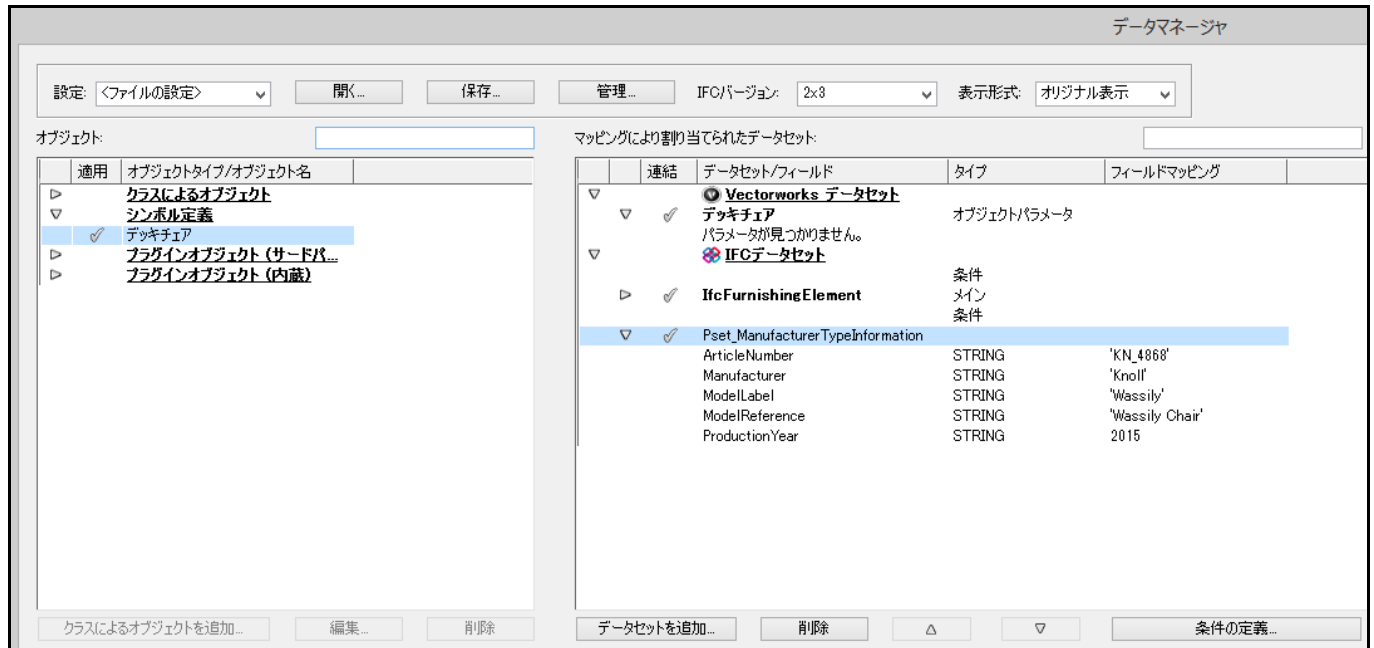 データマネージャ
設定: <ファイルの設定> 開く... 保存... 管理... IFCバージョン: 2x3 表示形式: オリジナル表示
オブジェクト: マッピングにより割り当てられたデータセット:
適用 オブジェクトタイプ/オブジェクト名 連結 データセット/フィールド タイプ フィールドマッピング
クラスによるオブジェクト Vectorworks データセット
シンボル定義 デッキチェア オブジェクトパラメータ
デッキチェア パラメータが見つかりません。
プラグインオブジェクト (サードパ... IFCデータセット
プラグインオブジェクト (内蔵) 条件
IfcFurnishingElement メイン
条件
Pset_ManufacturerTypeInformation
ArticleNumber STRING 'KN_4868'
Manufacturer STRING 'Knoll'
ModelLabel STRING 'Wassily'
ModelReference STRING 'Wassily Chair'
ProductionYear STRING 2015
クラスによるオブジェクトを追加... 編集... 削除 データセットを追加... 削除 条件の定義...